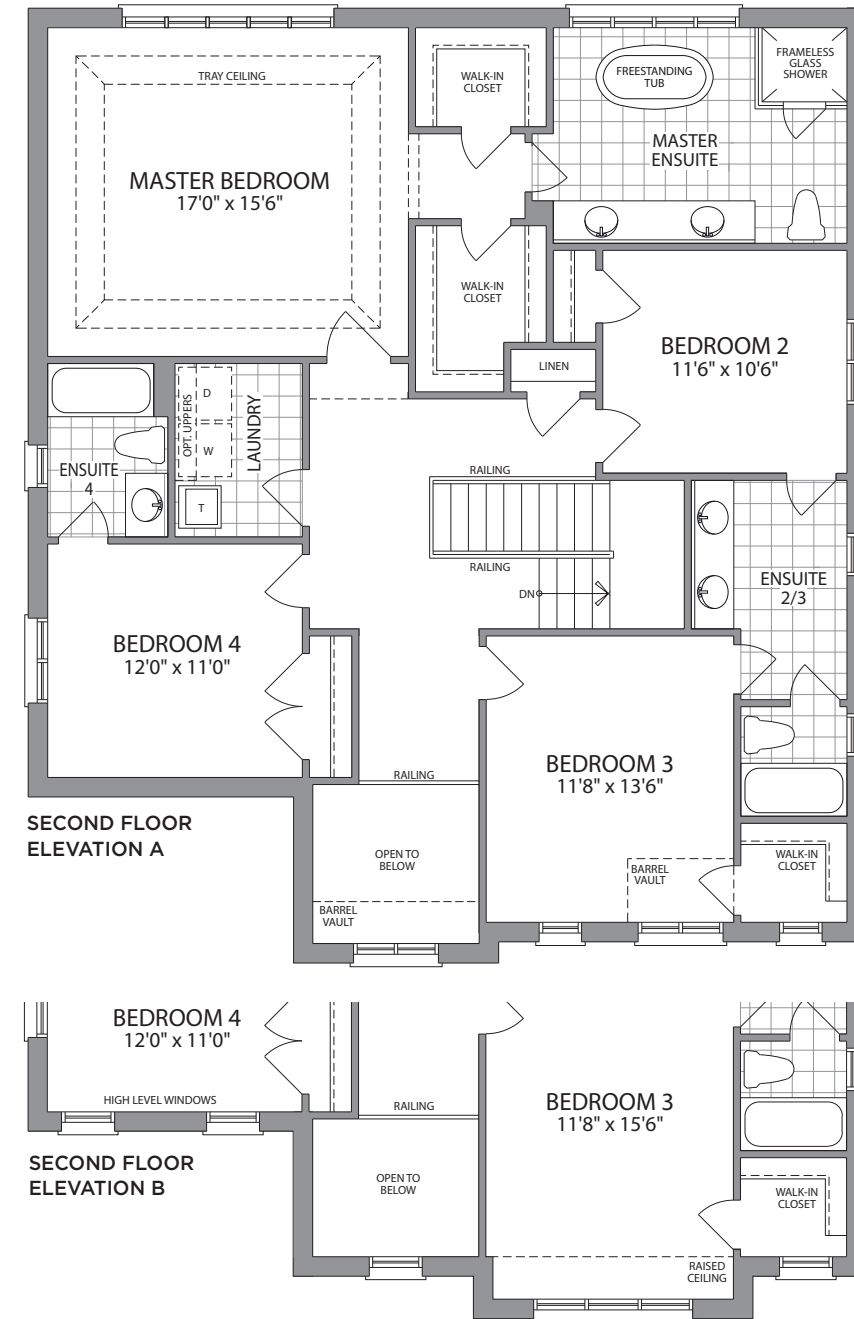 TRAY CEILING
MASTER BEDROOM
17'0" x 15'6"
WALK-IN
CLOSET
FREESTANDING
TUB
FRAMELESS
GLASS
SHOWER
MASTER
ENSUITE
WALK-IN
CLOSET
LINEN
BEDROOM 2
11'6" x 10'6"
ENSUITE
4
OPT. UPPERS
D
W
T
LAUNDRY
RAILING
RAILING
DN
ENSUITE
2/3
BEDROOM 4
12'0" x 11'0"
BEDROOM 3
11'8" x 13'6"
RAILING
OPEN TO
BELOW
BARREL
VAULT
BARREL
VAULT
WALK-IN
CLOSET
SECOND FLOOR
ELEVATION A
BEDROOM 4
12'0" x 11'0"
HIGH LEVEL WINDOWS
RAILING
OPEN TO
BELOW
BEDROOM 3
11'8" x 15'6"
WALK-IN
CLOSET
RAISED
CEILING
SECOND FLOOR
ELEVATION B